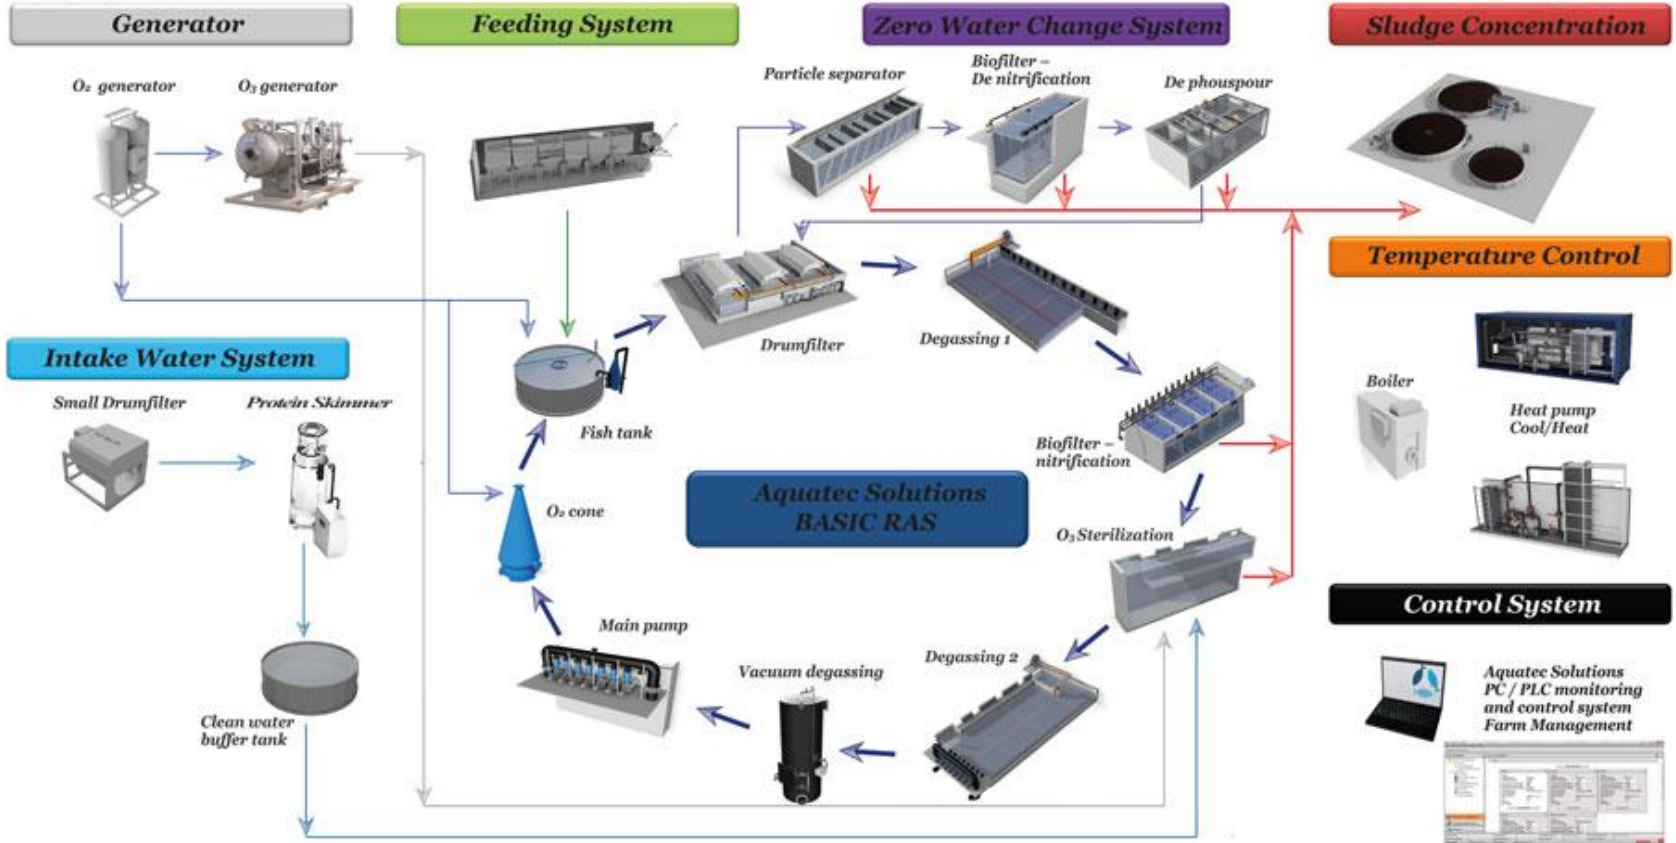 Generator
Feeding System
Zero Water Change System
Sludge Concentration
O₂ generator
O₃ generator
Particle separator
Biofilter –
De nitrification
De phouspour
Temperature Control
Drumfilter
Degassing 1
Intake Water System
Small Drumfilter
Protein Skimmer
Fish tank
Boiler
Heat pump
Cool/Heat
Biofilter –
nitrification
Aquatec Solutions
BASIC RAS
O₂ cone
O₃ Sterilization
Control System
Main pump
Vacuum degassing
Degassing 2
Clean water
buffer tank
Aquatec Solutions
PC / PLC monitoring
and control system
Farm Management